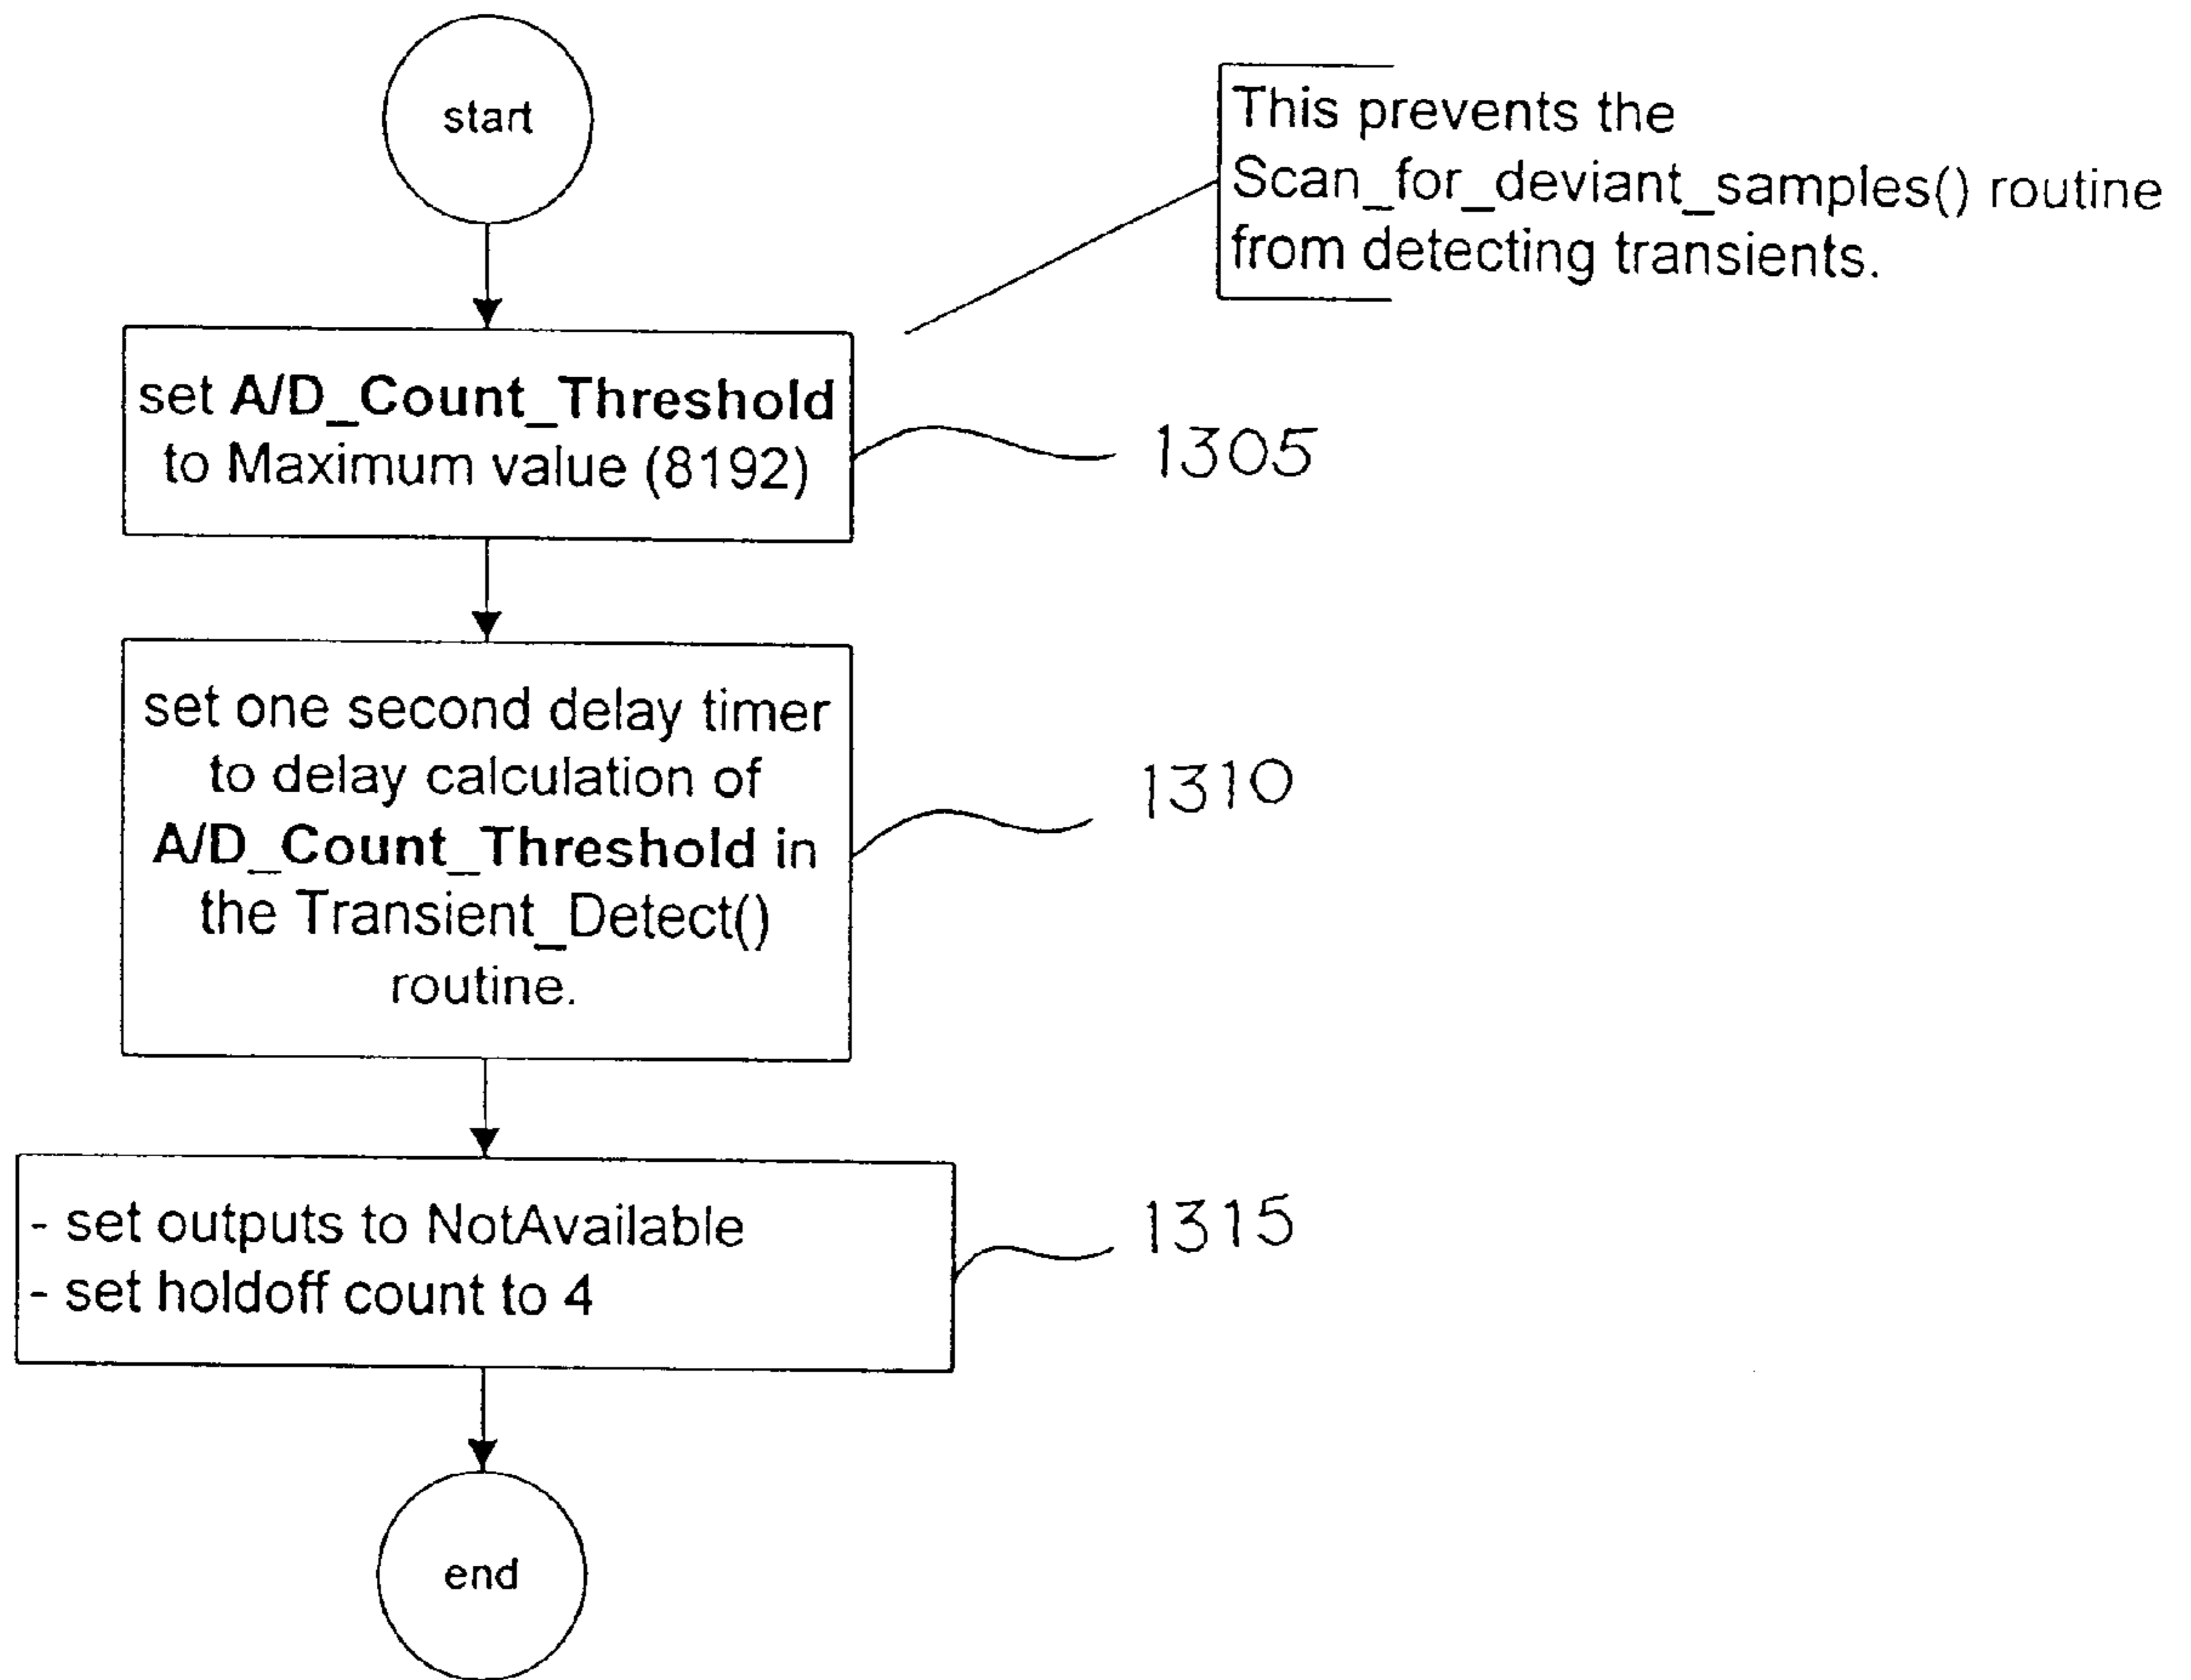 start
This prevents the
Scan_for_deviant_samples() routine
from detecting transients.
set A/D_Count_Threshold
to Maximum value (8192)
1305
set one second delay timer
to delay calculation of
A/D_Count_Threshold in
the Transient_Detect()
routine.
1310
- set outputs to NotAvailable
- set holdoff count to 4
1315
end